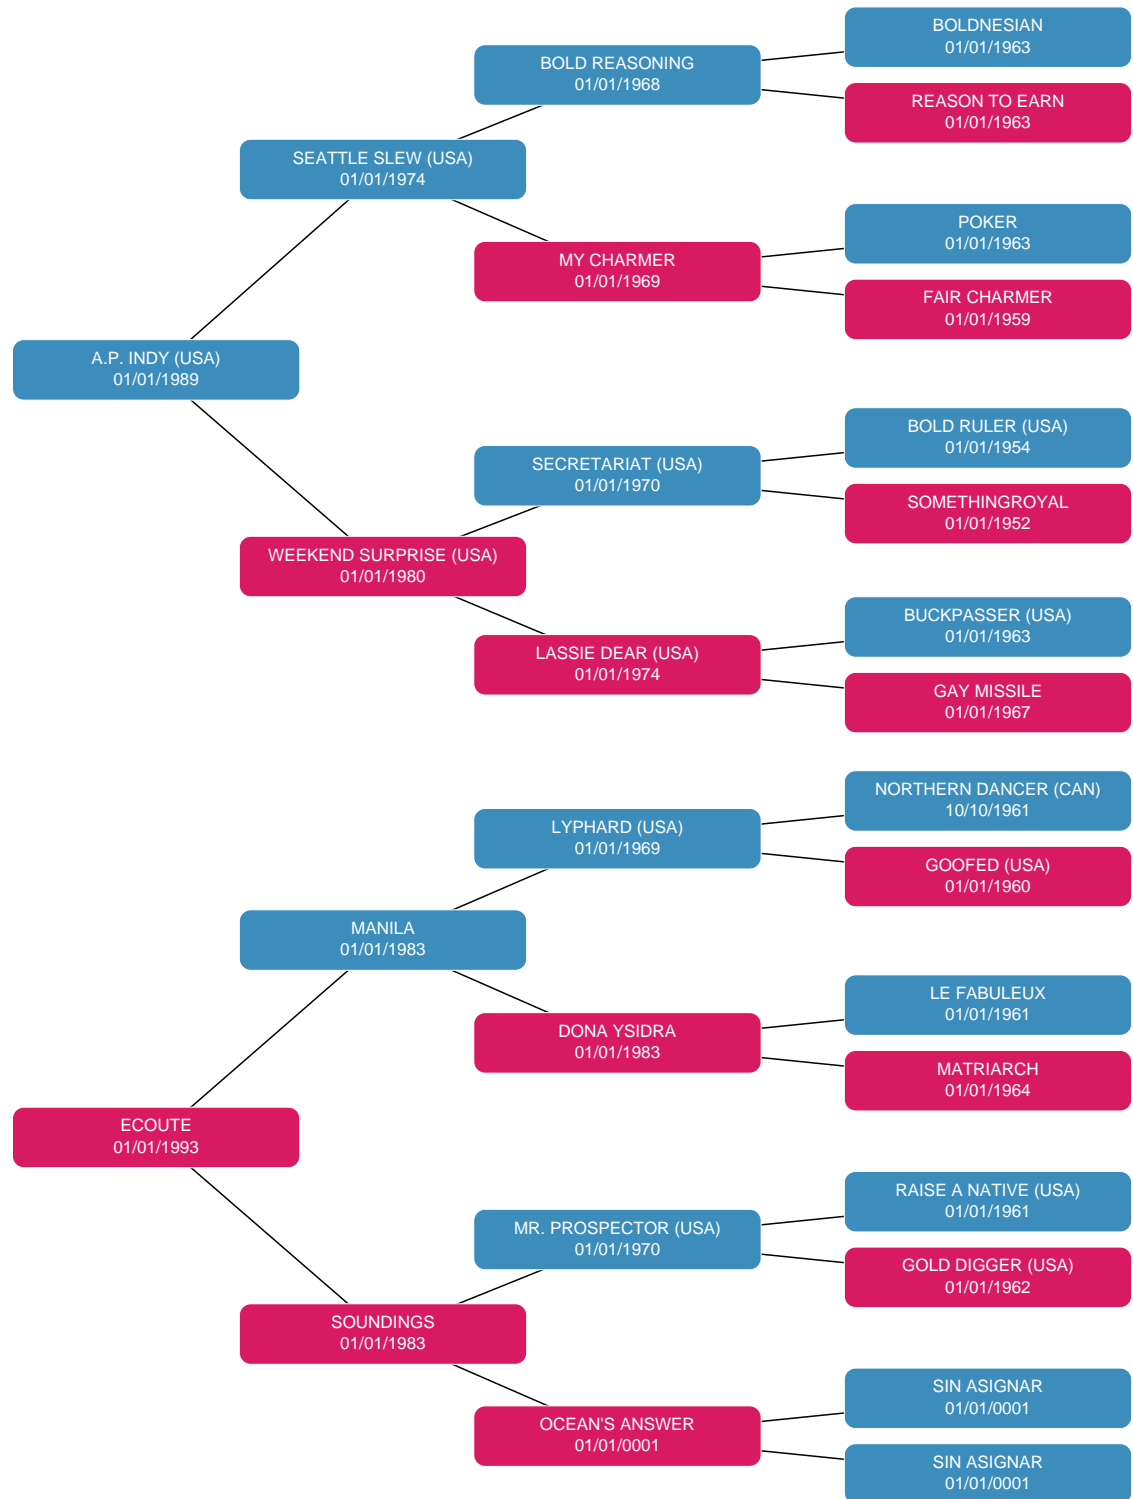 BOLDNESIAN
01/01/1963
BOLD REASONING
01/01/1968
REASON TO EARN
01/01/1963
SEATTLE SLEW (USA)
01/01/1974
POKER
01/01/1963
MY CHARMER
01/01/1969
FAIR CHARMER
01/01/1959
A.P. INDY (USA)
01/01/1989
BOLD RULER (USA)
01/01/1954
SECRETARIAT (USA)
01/01/1970
SOMETHINGROYAL
01/01/1952
WEEKEND SURPRISE (USA)
01/01/1980
BUCKPASSER (USA)
01/01/1963
LASSIE DEAR (USA)
01/01/1974
GAY MISSILE
01/01/1967
NORTHERN DANCER (CAN)
10/10/1961
LYPHARD (USA)
01/01/1969
GOOFED (USA)
01/01/1960
MANILA
01/01/1983
LE FABULEUX
01/01/1961
DONA YSIDRA
01/01/1983
MATRIARCH
01/01/1964
ECOUTE
01/01/1993
RAISE A NATIVE (USA)
01/01/1961
MR. PROSPECTOR (USA)
01/01/1970
GOLD DIGGER (USA)
01/01/1962
SOUNDINGS
01/01/1983
SIN ASIGNAR
01/01/0001
OCEAN'S ANSWER
01/01/0001
SIN ASIGNAR
01/01/0001